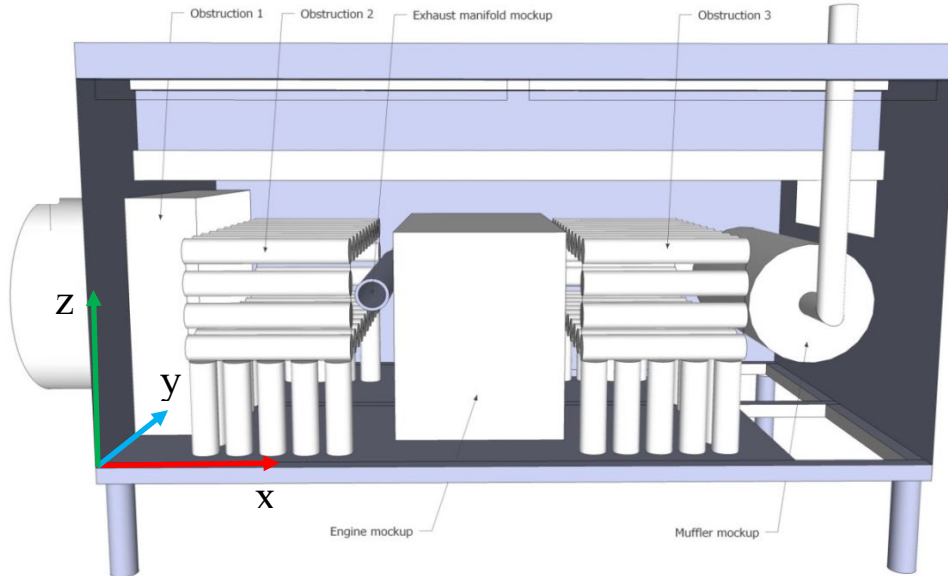 Obstruction 1
Obstruction 2
Exhaust manifold mockup
Obstruction 3
z
y
x
Engine mockup
Muffler mockup